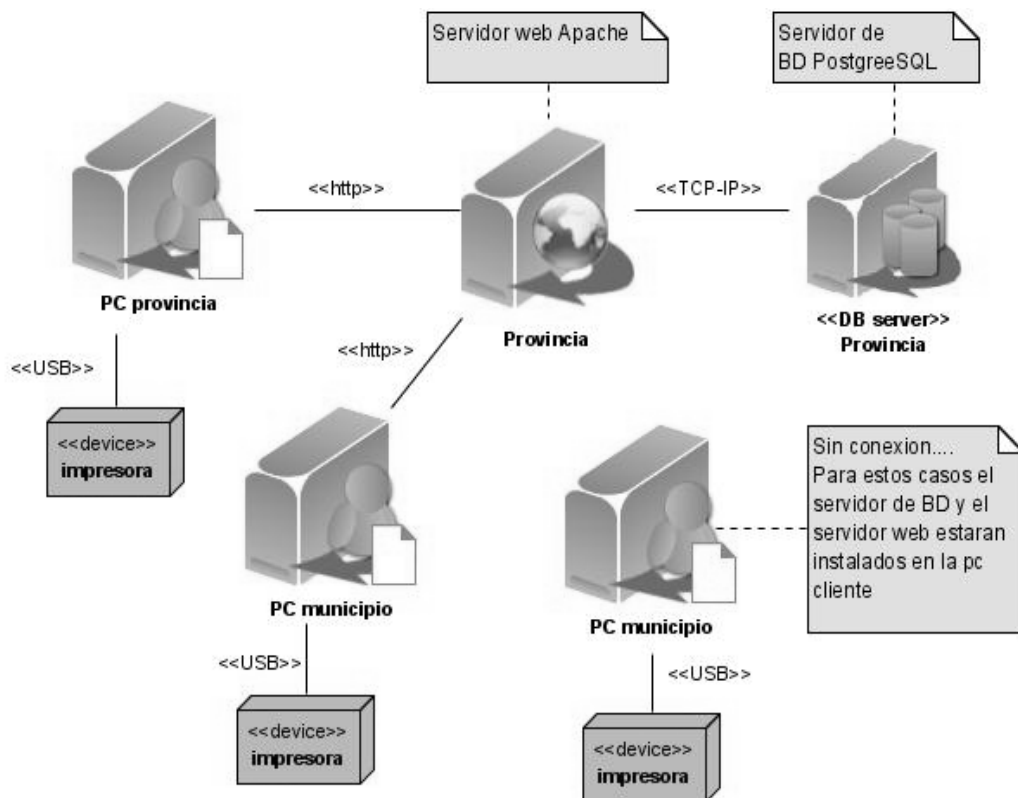 Servidor web Apache
Servidor de
BD PostgreeSQL
<<http>>
<<TCP-IP>>
PC provincia
Provincia
<<DB server>>
Provincia
<<USB>>
<<http>>
<<device>>
impresora
Sin conexion....
Para estos casos el
servidor de BD y el
servidor web estaran
instalados en la pc
cliente
PC municipio
PC municipio
<<USB>>
<<USB>>
<<device>>
impresora
<<device>>
impresora